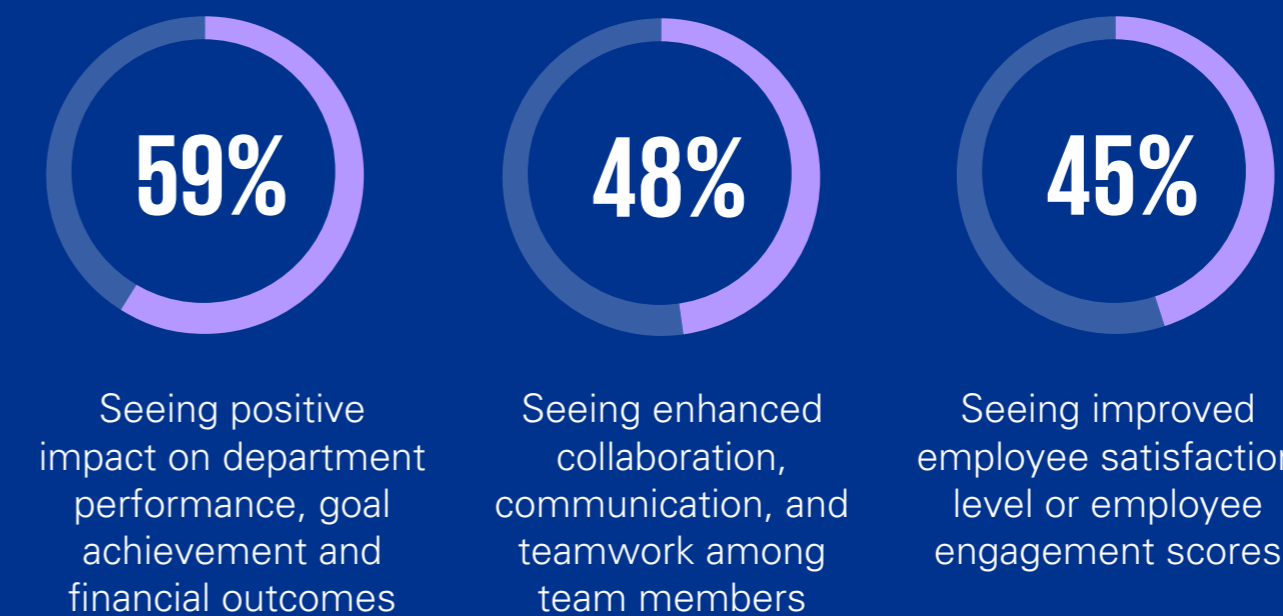 59%
Seeing positive
impact on department
performance, goal
achievement and
financial outcomes
48%
Seeing enhanced
collaboration,
communication, and
teamwork among
team members
45%
Seeing improved
employee satisfaction
level or employee
engagement scores